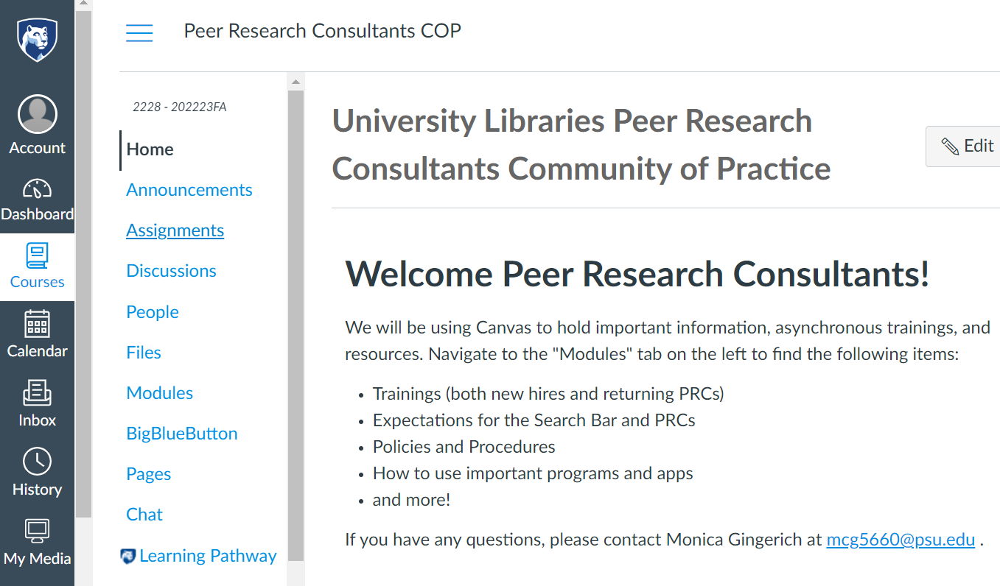 Peer Research Consultants COP
Account
Dashboard
Courses
Calendar
Inbox
History
My Media
2228 - 202223FA
Home
Announcements
Assignments
Discussions
People
Files
Modules
BigBlueButton
Pages
Chat
Learning Pathway
University Libraries Peer Research
Consultants Community of Practice
Edit
Welcome Peer Research Consultants!
We will be using Canvas to hold important information, asynchronous trainings, and
resources. Navigate to the "Modules" tab on the left to find the following items:
• Trainings (both new hires and returning PRCs)
• Expectations for the Search Bar and PRCs
• Policies and Procedures
• How to use important programs and apps
• and more!
If you have any questions, please contact Monica Gingerich at mcg5660@psu.edu .